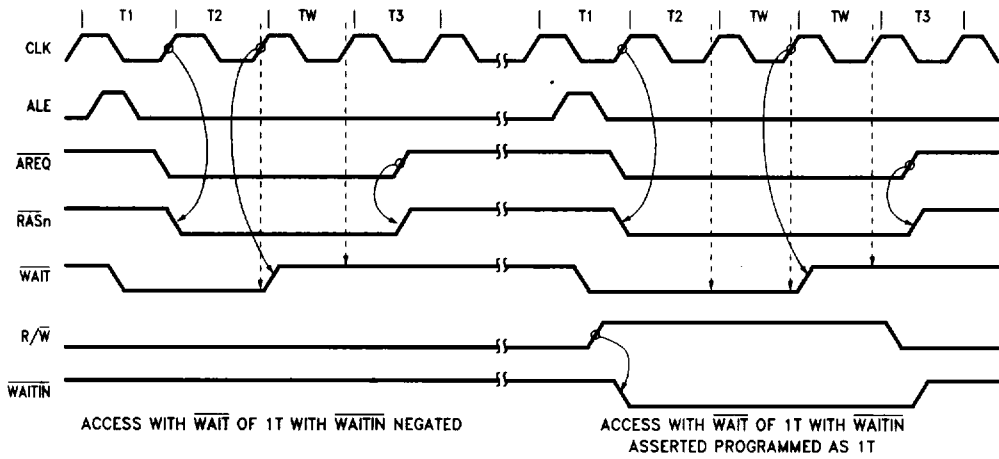 T1 T2 TW T3 T1 T2 TW TW T3
CLK
ALE
AREQ
RASn
WAIT
R/W
WAITIN
ACCESS WITH WAIT OF 1T WITH WAITIN NEGATED
ACCESS WITH WAIT OF 1T WITH WAITIN
ASSERTED PROGRAMMED AS 1T